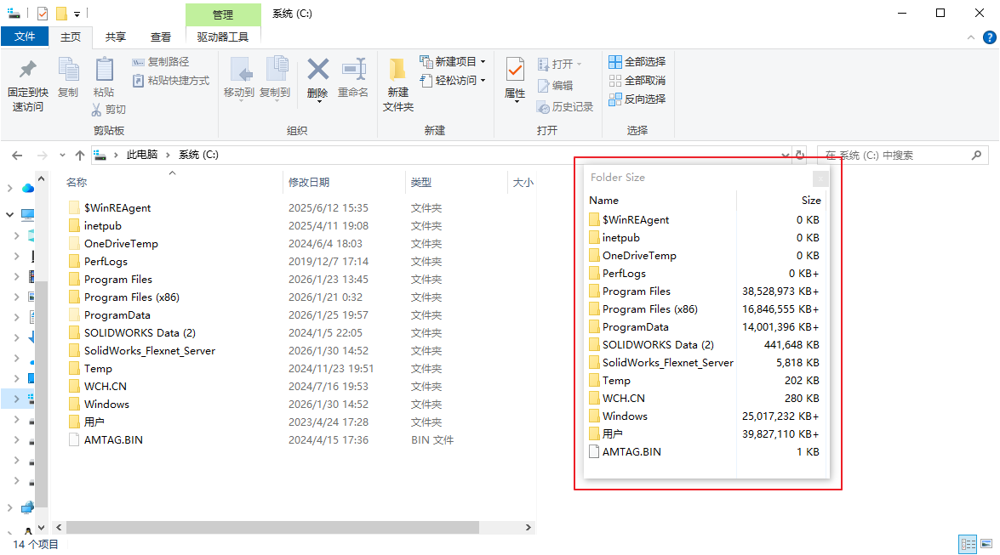 管理
系统 (C:)
文件
主页
共享
查看
驱动器工具
固定到快
速访问
复制
粘贴
复制路径
粘贴快捷方式
剪切
剪贴板
移动到
复制到
删除
重命名
组织
新建
文件夹
新建项目
轻松访问
新建
属性
打开
编辑
历史记录
打开
全部选择
全部取消
反向选择
选择
此电脑
系统 (C:)
在 系统 (C:) 中搜索
名称 修改日期 类型 大小
$WinREAgent 2025/6/12 15:35 文件夹
inetpub 2025/4/11 19:08 文件夹
OneDriveTemp 2024/6/4 18:03 文件夹
PerfLogs 2019/12/7 17:14 文件夹
Program Files 2026/1/23 13:45 文件夹
Program Files (x86) 2026/1/21 0:32 文件夹
ProgramData 2026/1/25 19:57 文件夹
SOLIDWORKS Data (2) 2024/1/5 22:05 文件夹
SolidWorks_Flexnet_Server 2026/1/30 14:52 文件夹
Temp 2024/11/23 19:51 文件夹
WCH.CN 2024/7/16 19:53 文件夹
Windows 2026/1/30 14:52 文件夹
用户 2023/4/24 17:28 文件夹
AMTAG.BIN 2024/4/15 17:36 BIN 文件
Folder Size
Name Size
$WinREAgent 0 KB
inetpub 0 KB
OneDriveTemp 0 KB
PerfLogs 0 KB+
Program Files 38,528,973 KB+
Program Files (x86) 16,846,555 KB+
ProgramData 14,001,396 KB+
SOLIDWORKS Data (2) 441,648 KB
SolidWorks_Flexnet_Server 5,818 KB
Temp 202 KB
WCH.CN 280 KB
Windows 25,017,232 KB+
用户 39,827,110 KB+
AMTAG.BIN 1 KB
14 个项目